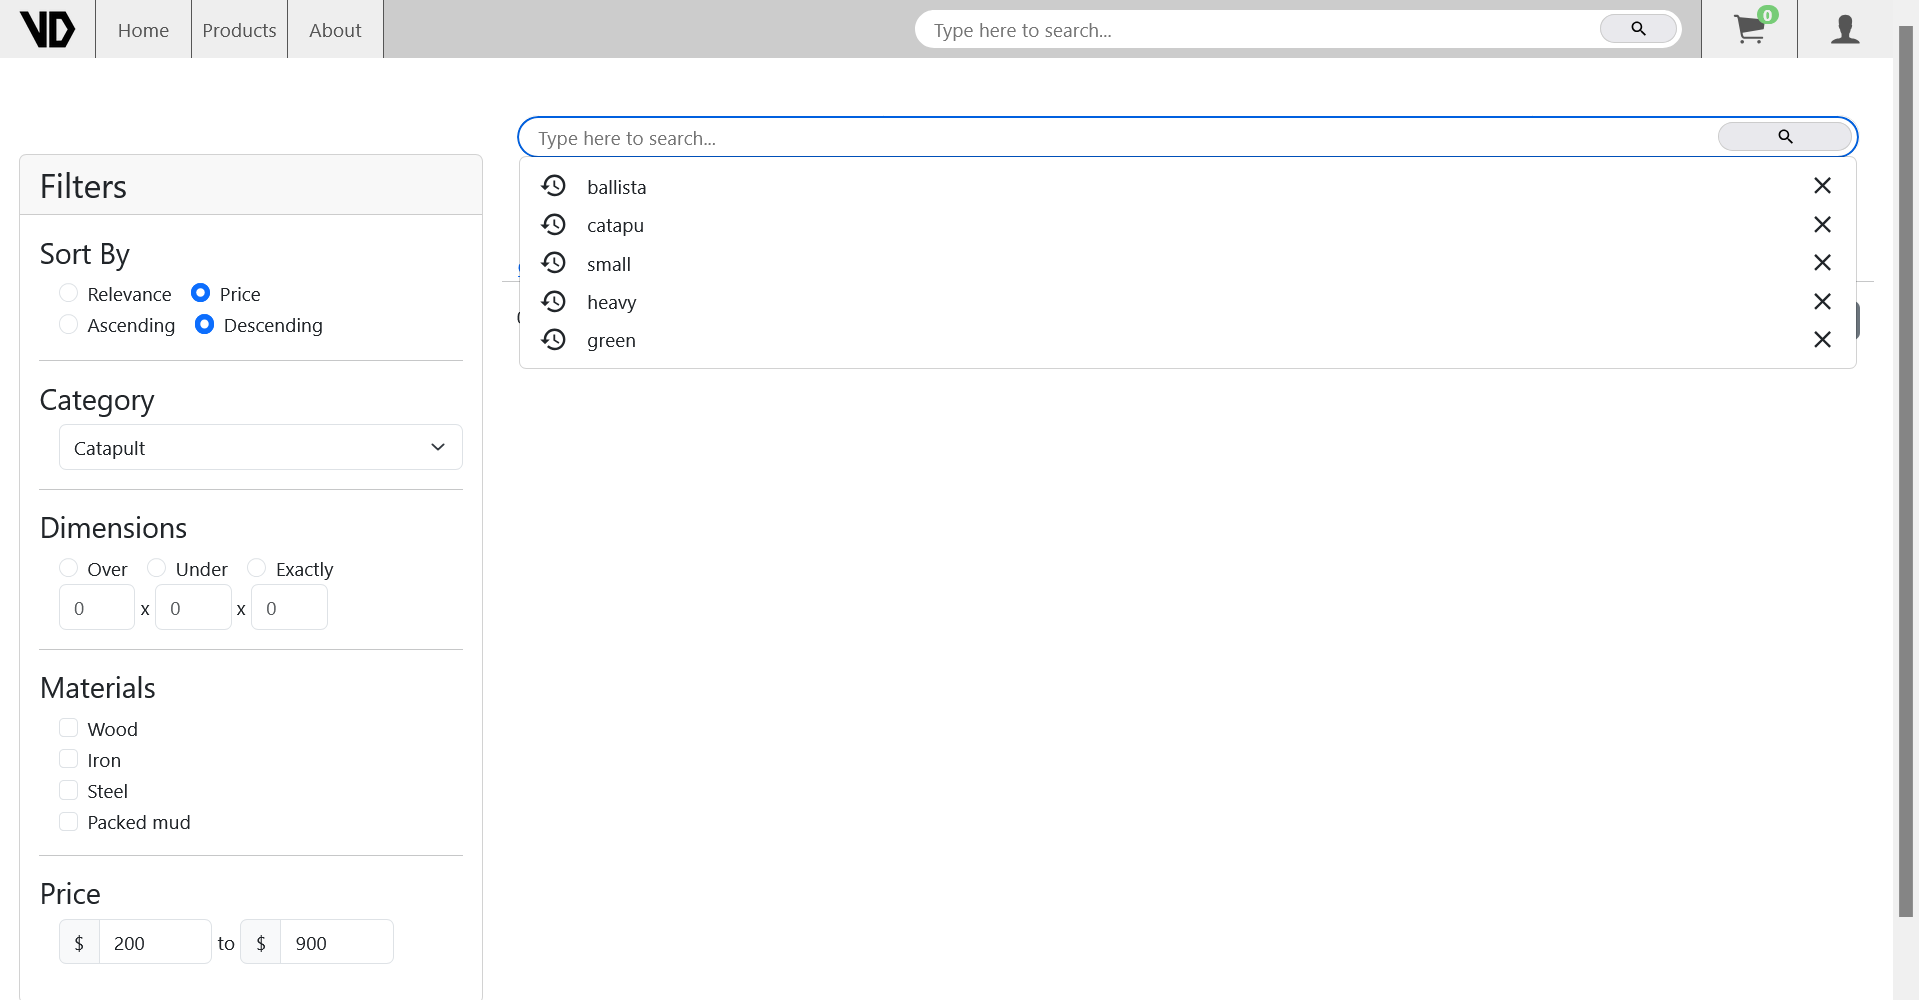 VD Home Products About Type here to search... 0
Type here to search...
ballista
catapu
small
heavy
green
Filters
Sort By
Relevance Price
Ascending Descending
Category
Catapult
Dimensions
Over Under Exactly
0 x 0 x 0
Materials
Wood
Iron
Steel
Packed mud
Price
$ 200 to $ 900